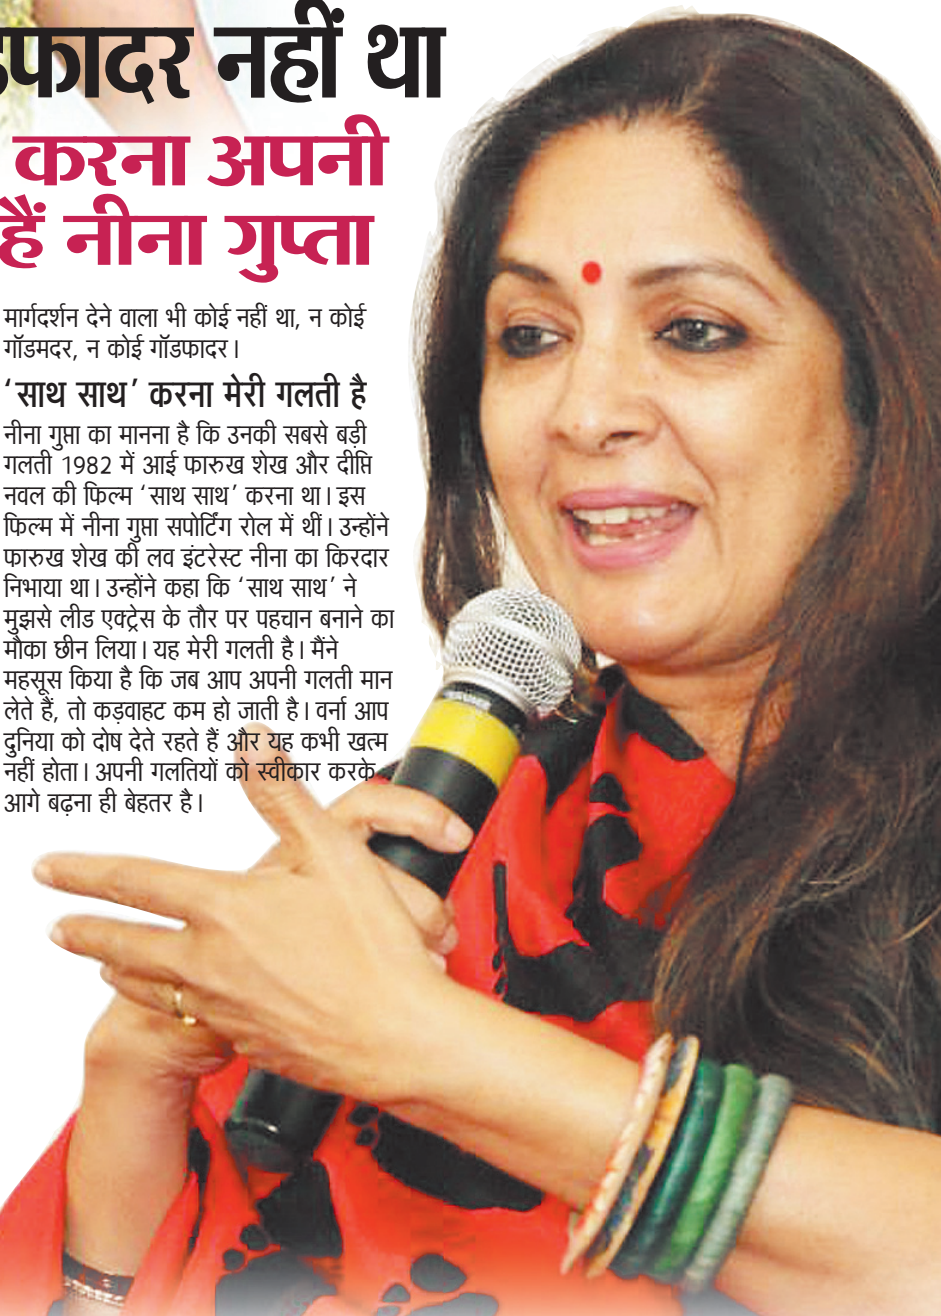 नहीं था
करना अपनी
हैं नीना गुप्ता
मार्गदर्शन देने वाला भी कोई नहीं था, न कोई
गॉडमदर, न कोई गॉडफादर।
‘साथ साथ’ करना मेरी गलती है
नीना गुप्ता का मानना है कि उनकी सबसे बड़ी
गलती 1982 में आई फारुख शेख और दीप्ति
नवल की फिल्म ‘साथ साथ’ करना था। इस
फिल्म में नीना गुप्ता सपोर्टिंग रोल में थीं। उन्होंने
फारुख शेख की लव इंटरेस्ट नीना का किरदार
निभाया था। उन्होंने कहा कि ‘साथ साथ’ ने
मुझसे लीड एक्ट्रेस के तौर पर पहचान बनाने का
मौका छीन लिया। यह मेरी गलती है। मैंने
महसूस किया है कि जब आप अपनी गलती मान
लेते हैं, तो कड़वाहट कम हो जाती है। वर्ना आप
दुनिया को दोष देते रहते हैं और यह कभी खत्म
नहीं होता। अपनी गलतियों को स्वीकार करके
आगे बढ़ना ही बेहतर है।